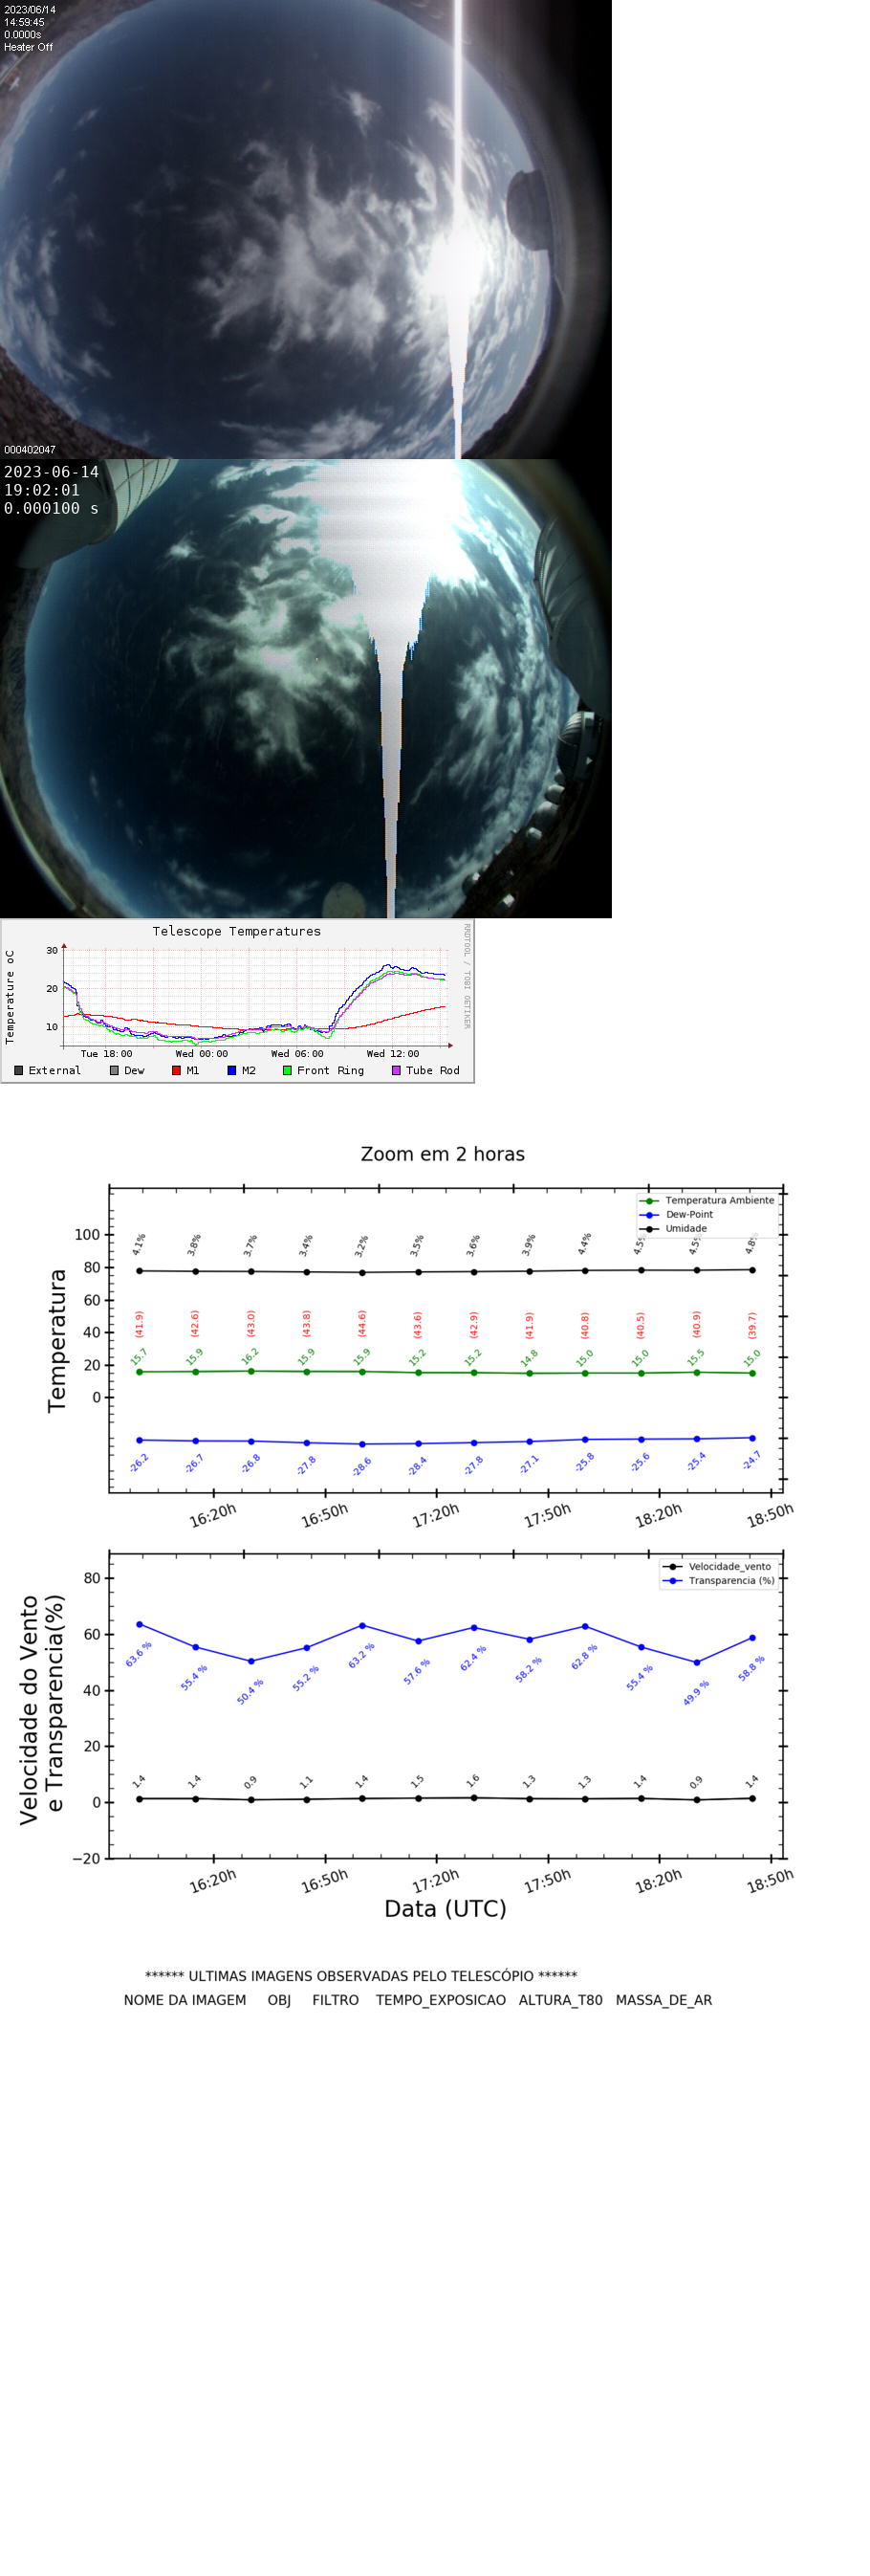 2023/06/14
14:59:45
0.0000s
Heater Off
000402047
2023-06-14
19:02:01
0.000100 s
Telescope Temperatures
RRDTOOL / TOBI OETIKER
Temperature oC
30
20
10
Tue 18:00 Wed 00:00 Wed 06:00 Wed 12:00
External Dew M1 M2 Front Ring Tube Rod
Zoom em 2 horas
Temperatura Ambiente
Dew-Point
Umidade
Temperatura
100
80
60
40
20
0
4.1% 3.8% 3.7% 3.4% 3.2% 3.5% 3.6% 3.9% 4.4% 4.5% 4.5% 4.8%
(41.9) (42.6) (43.0) (43.8) (44.6) (43.6) (42.9) (41.9) (40.8) (40.5) (40.9) (39.7)
15.7 15.9 16.2 15.9 15.9 15.2 15.2 14.8 15.0 15.0 15.5 15.0
-26.2 -26.7 -26.8 -27.8 -28.6 -28.4 -27.8 -27.1 -25.8 -25.6 -25.4 -24.7
16:20h 16:50h 17:20h 17:50h 18:20h 18:50h
Velocidade_vento
Transparencia (%)
Velocidade do Vento
e Transparencia(%)
80
60
40
20
0
−20
63.6 % 55.4 % 50.4 % 55.2 % 63.2 % 57.6 % 62.4 % 58.2 % 62.8 % 55.4 % 49.9 % 58.8 %
1.4 1.4 0.9 1.1 1.4 1.5 1.6 1.3 1.3 1.4 0.9 1.4
16:20h 16:50h 17:20h 17:50h 18:20h 18:50h
Data (UTC)
****** ULTIMAS IMAGENS OBSERVADAS PELO TELESCÓPIO ******
NOME DA IMAGEM OBJ FILTRO TEMPO_EXPOSICAO ALTURA_T80 MASSA_DE_AR